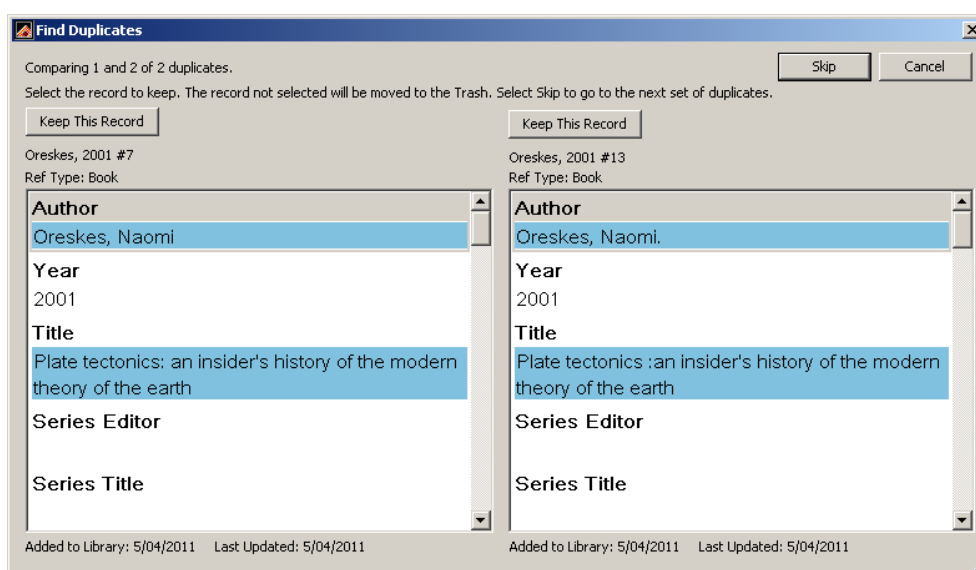 Find Duplicates
Comparing 1 and 2 of 2 duplicates.
Skip
Cancel
Select the record to keep. The record not selected will be moved to the Trash. Select Skip to go to the next set of duplicates.
Keep This Record
Oreskes, 2001 #7
Ref Type: Book
Author
Oreskes, Naomi
Year
2001
Title
Plate tectonics: an insider's history of the modern
theory of the earth
Series Editor
Series Title
Added to Library: 5/04/2011 Last Updated: 5/04/2011
Keep This Record
Oreskes, 2001 #13
Ref Type: Book
Author
Oreskes, Naomi.
Year
2001
Title
Plate tectonics :an insider's history of the modern
theory of the earth
Series Editor
Series Title
Added to Library: 5/04/2011 Last Updated: 5/04/2011